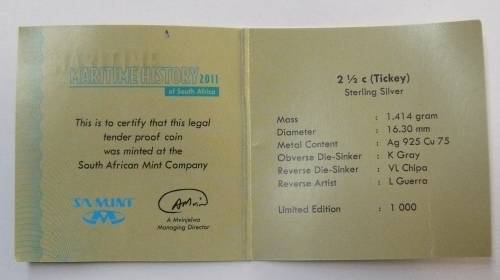 MARITIME HISTORY 2011
of South Africa
This is to certify that this legal
tender proof coin
was minted at the
South African Mint Company
SA MINT
A Mvinjelwa
Managing Director
2 ½ c (Tickey)
Sterling Silver
Mass : 1.414 gram
Diameter : 16.30 mm
Metal Content : Ag 925 Cu 75
Obverse Die-Sinker : K Gray
Reverse Die-Sinker : VL Chipa
Reverse Artist : L Guerra
Limited Edition : 1 000